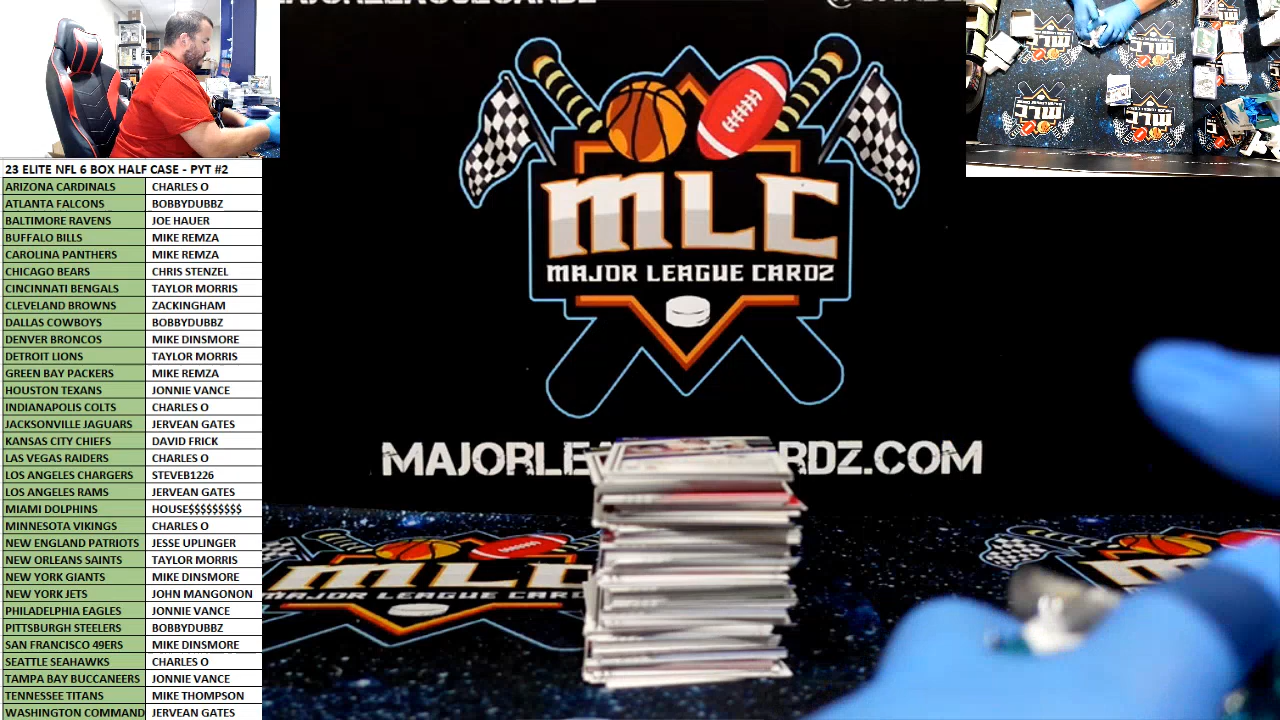 23 ELITE NFL 6 BOX HALF CASE - PYT #2
ARIZONA CARDINALS CHARLES O
ATLANTA FALCONS BOBBYDUBBZ
BALTIMORE RAVENS JOE HAUER
BUFFALO BILLS MIKE REMZA
CAROLINA PANTHERS MIKE REMZA
CHICAGO BEARS CHRIS STENZEL
CINCINNATI BENGALS TAYLOR MORRIS
CLEVELAND BROWNS ZACKINGHAM
DALLAS COWBOYS BOBBYDUBBZ
DENVER BRONCOS MIKE DINSMORE
DETROIT LIONS TAYLOR MORRIS
GREEN BAY PACKERS MIKE REMZA
HOUSTON TEXANS JONNIE VANCE
INDIANAPOLIS COLTS CHARLES O
JACKSONVILLE JAGUARS JERVEAN GATES
KANSAS CITY CHIEFS DAVID FRICK
LAS VEGAS RAIDERS CHARLES O
LOS ANGELES CHARGERS STEVEB1226
LOS ANGELES RAMS JERVEAN GATES
MIAMI DOLPHINS HOUSE$$$$$$$$$
MINNESOTA VIKINGS CHARLES O
NEW ENGLAND PATRIOTS JESSE UPLINGER
NEW ORLEANS SAINTS TAYLOR MORRIS
NEW YORK GIANTS MIKE DINSMORE
NEW YORK JETS JOHN MANGONON
PHILADELPHIA EAGLES JONNIE VANCE
PITTSBURGH STEELERS BOBBYDUBBZ
SAN FRANCISCO 49ERS MIKE DINSMORE
SEATTLE SEAHAWKS CHARLES O
TAMPA BAY BUCCANEERS JONNIE VANCE
TENNESSEE TITANS MIKE THOMPSON
WASHINGTON COMMAND JERVEAN GATES
MLC
MAJOR LEAGUE CARDZ
MAJORLE RDZ.COM
MLC
MAJOR LEAGUE CARD